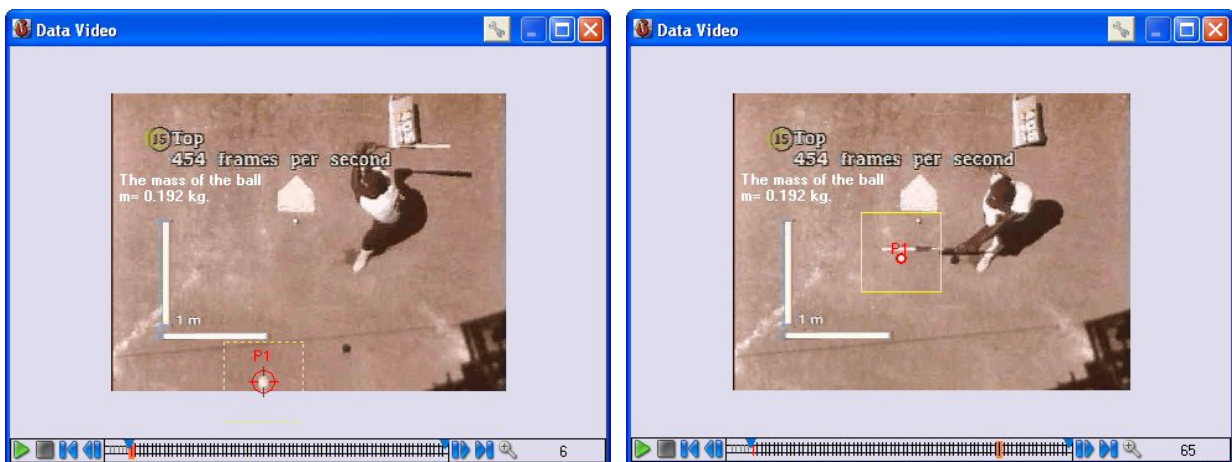 Data Video
15 Top
454 frames per second
The mass of the ball
m= 0.192 kg.
1 m
P1
6
Data Video
15 Top
454 frames per second
The mass of the ball
m= 0.192 kg.
P1
1 m
65